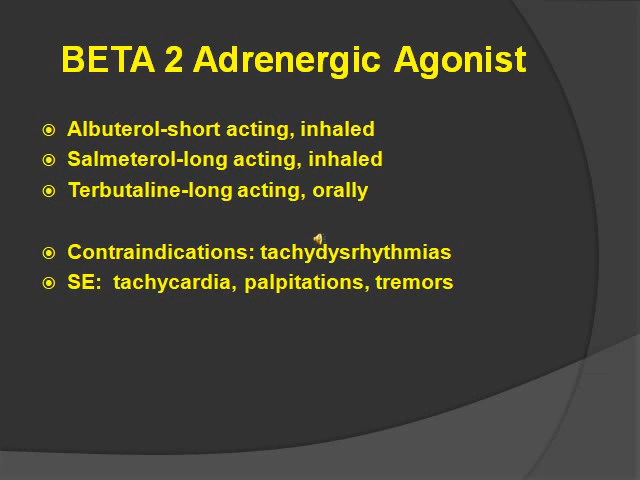 BETA 2 Adrenergic Agonist
Albuterol-short acting, inhaled
Salmeterol-long acting, inhaled
Terbutaline-long acting, orally
Contraindications: tachydysrhythmias
SE: tachycardia, palpitations, tremors